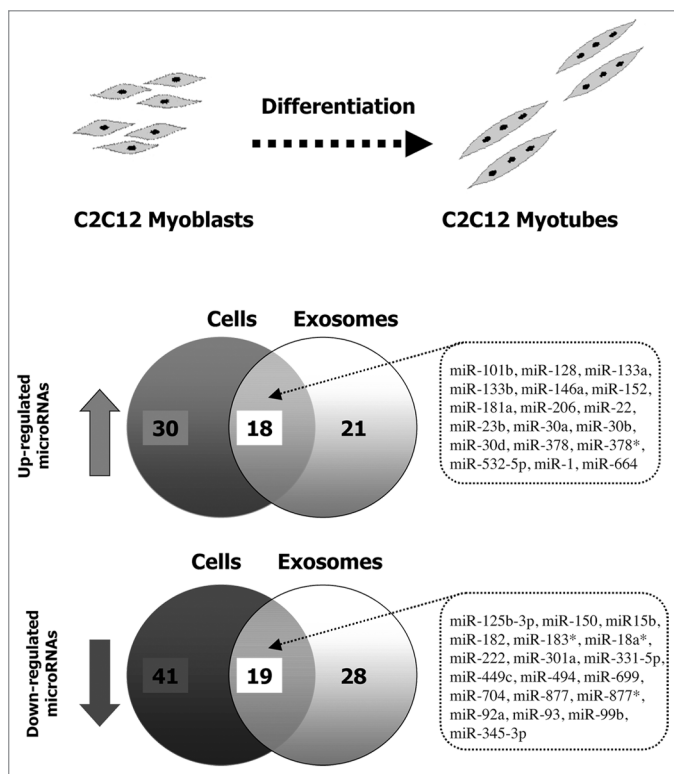 Differentiation
C2C12 Myoblasts
C2C12 Myotubes
Cells
Exosomes
Up-regulated
microRNAs
30
18
21
miR-101b, miR-128, miR-133a,
miR-133b, miR-146a, miR-152,
miR-181a, miR-206, miR-22,
miR-23b, miR-30a, miR-30b,
miR-30d, miR-378, miR-378*,
miR-532-5p, miR-1, miR-664
Cells
Exosomes
Down-regulated
microRNAs
41
19
28
miR-125b-3p, miR-150, miR15b,
miR-182, miR-183*, miR-18a*,
miR-222, miR-301a, miR-331-5p,
miR-449c, miR-494, miR-699,
miR-704, miR-877, miR-877*,
miR-92a, miR-93, miR-99b,
miR-345-3p